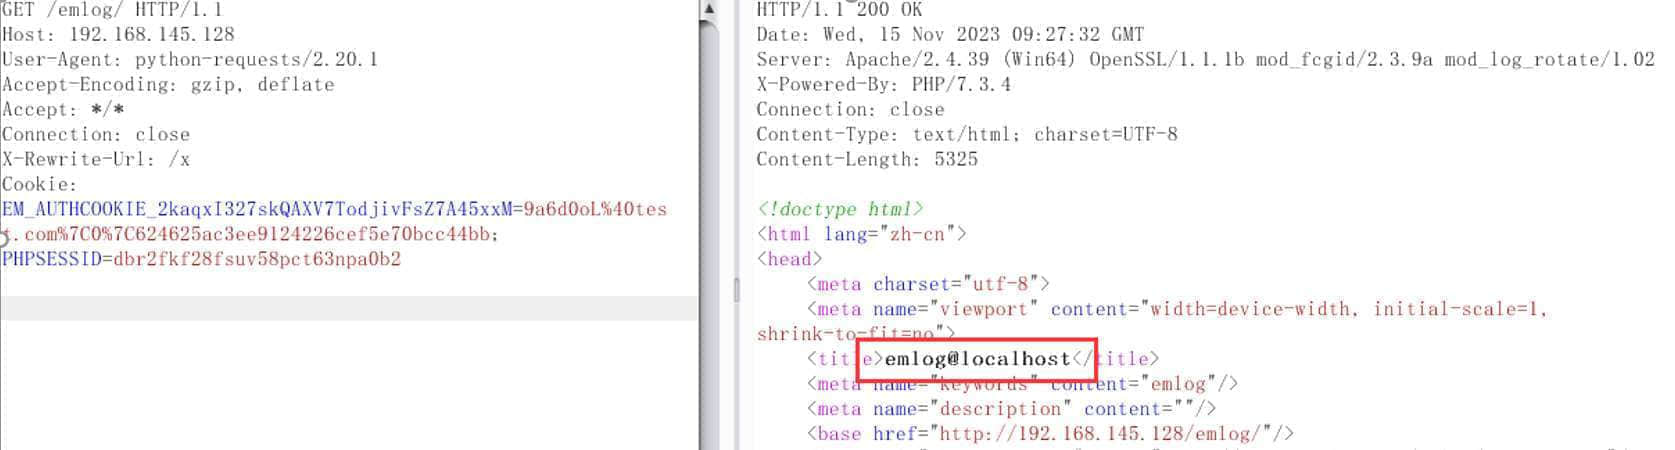 GET /emlog/ HTTP/1.1
Host: 192.168.145.128
User-Agent: python-requests/2.20.1
Accept-Encoding: gzip, deflate
Accept: */*
Connection: close
X-Rewrite-Url: /x
Cookie:
EM_AUTHCOOKIE_2kaqxI327skQAXV7TodjivFsZ7A45xxM=9a6d0oL%40tes
t.com%7C0%7C624625ac3ee9124226cef5e70bcc44bb;
PHPSESSID=dbr2fkf28fsuv58pct63npa0b2
HTTP/1.1 200 OK
Date: Wed, 15 Nov 2023 09:27:32 GMT
Server: Apache/2.4.39 (Win64) OpenSSL/1.1.1b mod_fcgid/2.3.9a mod_log_rotate/1.02
X-Powered-By: PHP/7.3.4
Connection: close
Content-Type: text/html; charset=UTF-8
Content-Length: 5325
<!doctype html>
<html lang="zh-cn">
<head>
<meta charset="utf-8">
<meta name="viewport" content="width=device-width, initial-scale=1,
shrink-to-fit=no">
<title>emlog@localhost</title>
<meta name="keywords" content="emlog"/>
<meta name="description" content=""/>
<base href="http://192.168.145.128/emlog/"/>